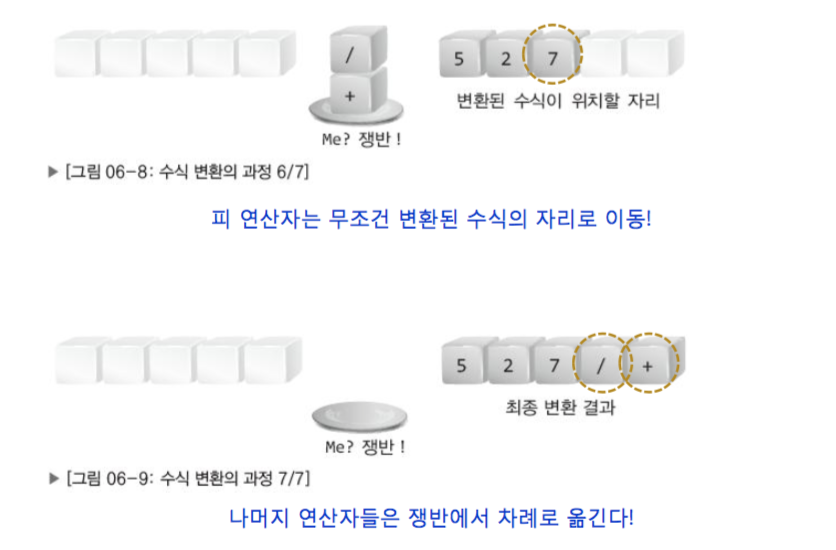 /
+
5 2 7
변환된 수식이 위치할 자리
Me? 쟁반 !
▶ [그림 06-8: 수식 변환의 과정 6/7]
피 연산자는 무조건 변환된 수식의 자리로 이동!
5 2 7 / +
최종 변환 결과
Me? 쟁반 !
▶ [그림 06-9: 수식 변환의 과정 7/7]
나머지 연산자들은 쟁반에서 차례로 옮긴다!